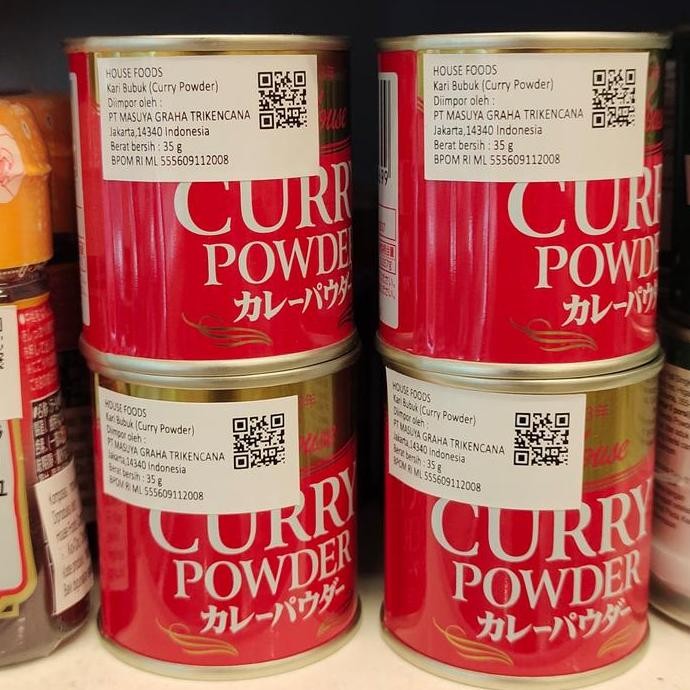 HOUSE FOODS
Kari Bubuk (Curry Powder)
Diimpor oleh :
PT MASUYA GRAHA TRIKENCANA
Jakarta,14340 Indonesia
Berat bersih : 35 g
BPOM RI ML 555609112008
CURRY
POWDER
カレーパウダー
HOUSE FOODS
Kari Bubuk (Curry Powder)
Diimpor oleh :
PT MASUYA GRAHA TRIKENCANA
Jakarta,14340 Indonesia
Berat bersih : 35 g
BPOM RI ML 555609112008
CURR
POWDE
カレーパウダ
HOUSE FOODS
Kari Bubuk (Curry Powder)
Diimpor oleh :
PT MASUYA GRAHA TRIKENCANA
Jakarta,14340 Indonesia
Berat bersih : 35 g
BPOM RI ML 555609112008
CURRY
POWDER
カレーパウダー
HOUSE FOODS
Kari Bubuk (Curry Powder)
Diimpor oleh :
PT MASUYA GRAHA TRIKENCANA
Jakarta,14340 Indonesia
Berat bersih : 35 g
BPOM RI ML 555609112008
CURRY
POWDER
カレーパウダー